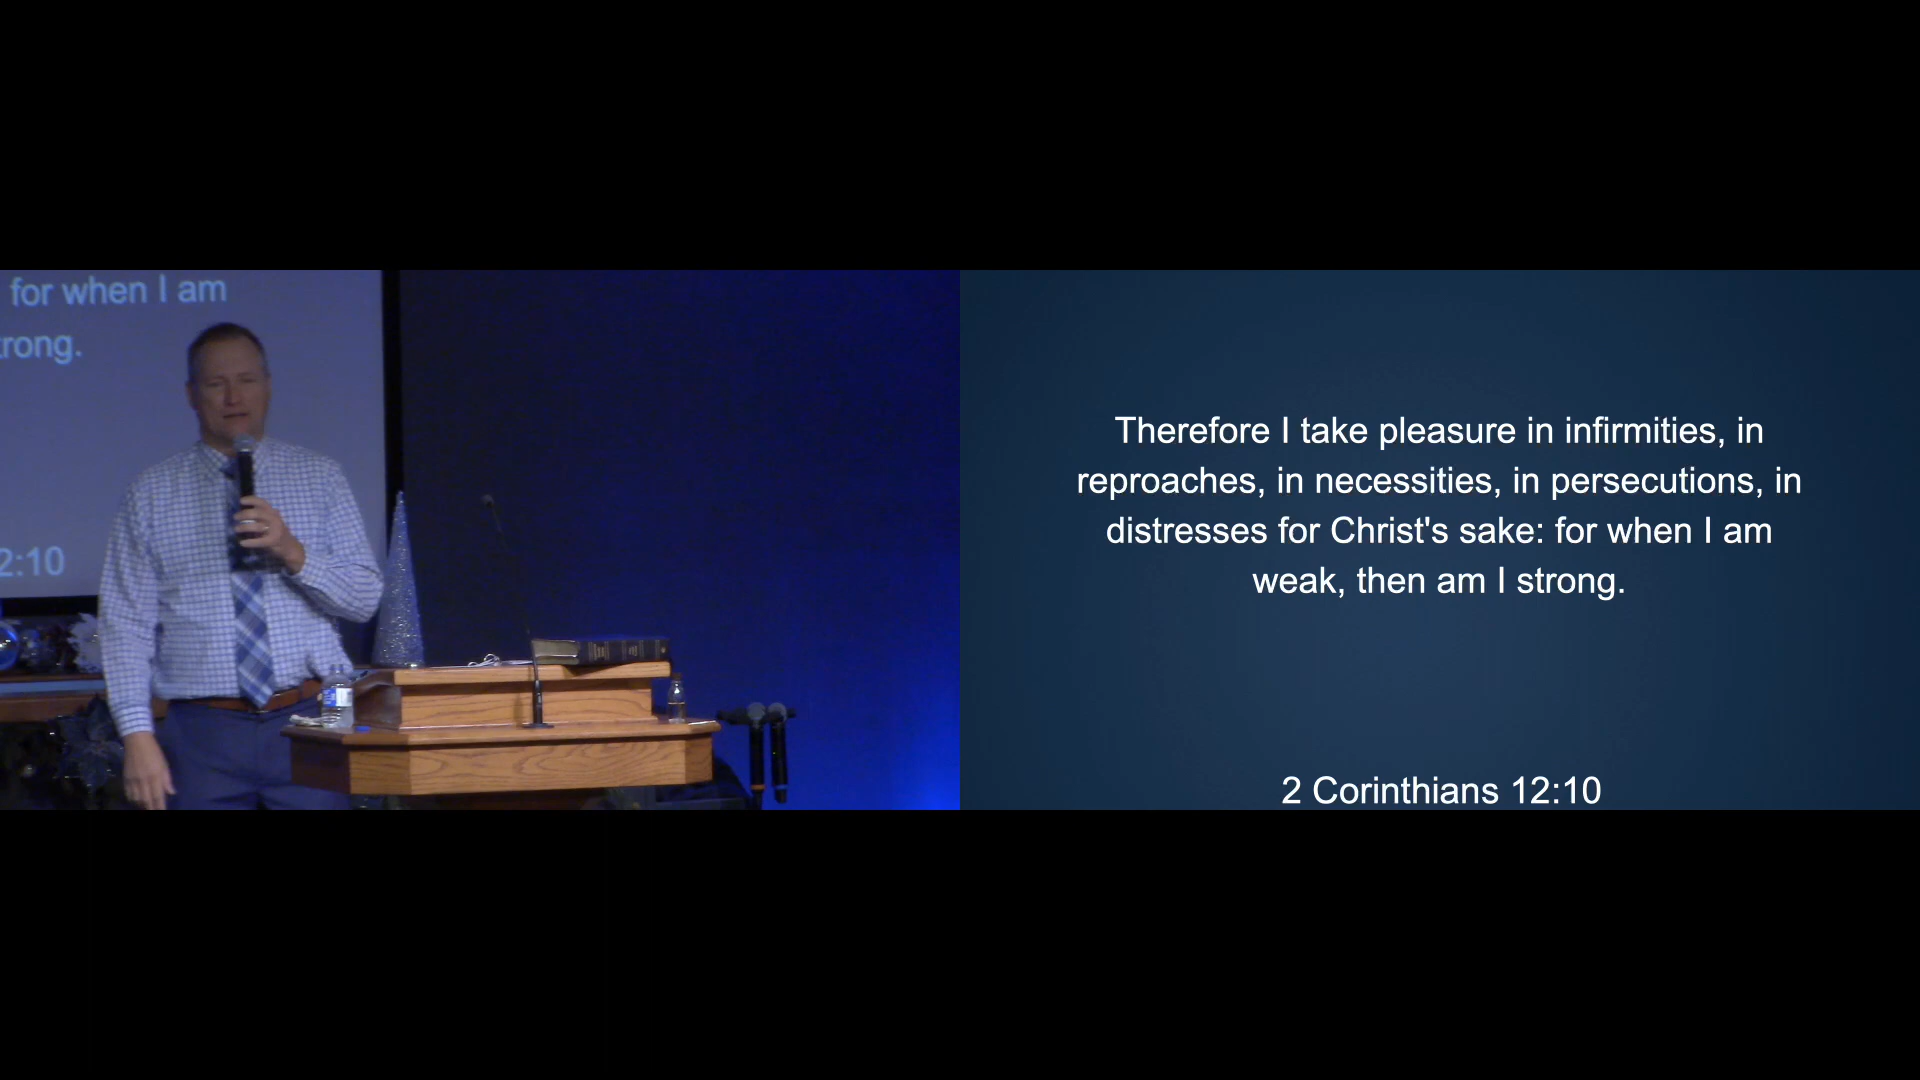 for when I am
trong.
2:10
Therefore I take pleasure in infirmities, in
reproaches, in necessities, in persecutions, in
distresses for Christ's sake: for when I am
weak, then am I strong.
2 Corinthians 12:10